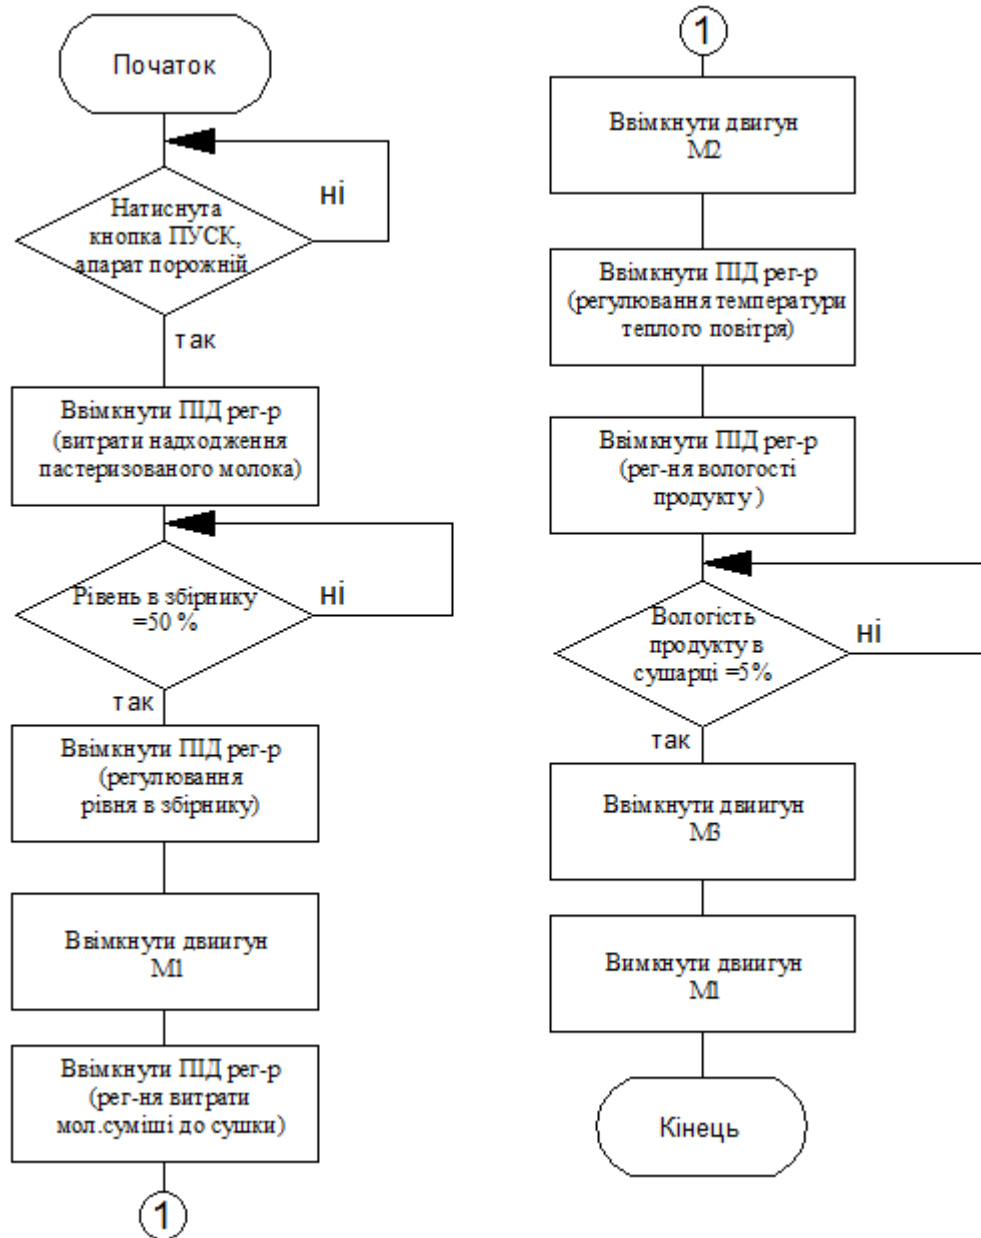 Початок
ні
Натиснута
кнопка ПУСК,
апарат порожній
так
Ввімкнути ПІД рег-р
(витрати надходження
пастеризованого молока)
Рівень в збірнику
=50 %
ні
так
Ввімкнути ПІД рег-р
(регулювання
рівня в збірнику)
Ввімкнути двиигун
М1
Ввімкнути ПІД рег-р
(рег-ня витрати
мол.суміші до сушки)
1
1
Ввімкнути двигун
М2
Ввімкнути ПІД рег-р
(регулювання температури
теплого повітря)
Ввімкнути ПІД рег-р
(рег-ня вологості
продукту )
Вологість
продукту в
сушарці =5%
ні
так
Ввімкнути двиигун
М3
Вимкнути двиигун
М1
Кінець